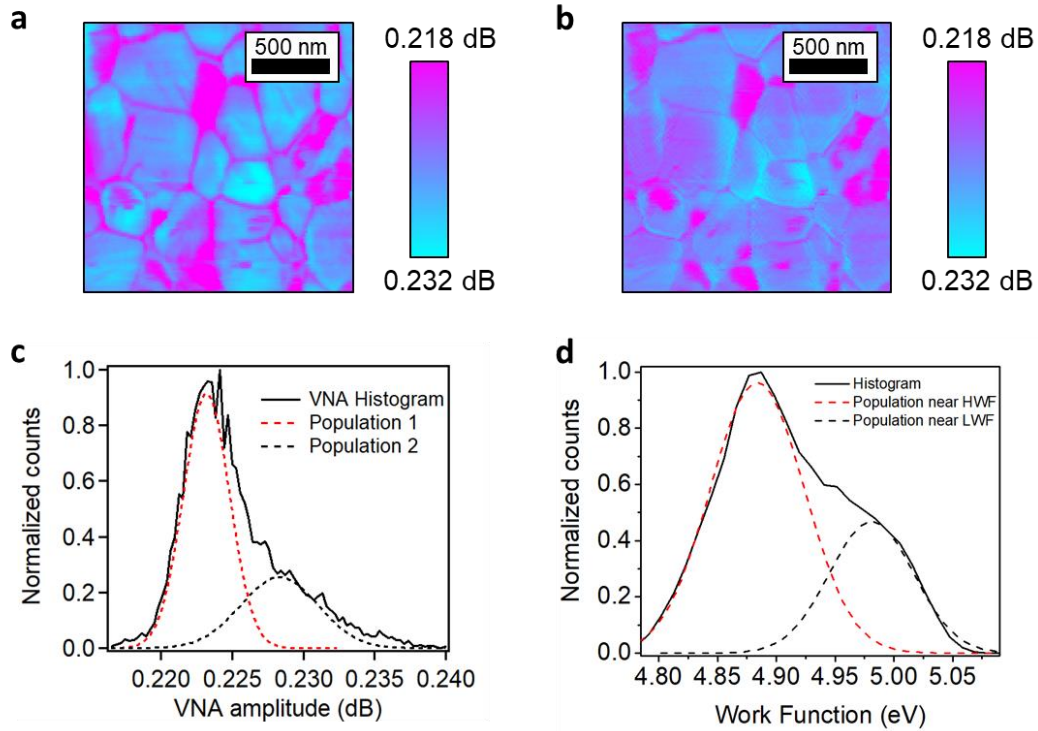 a
500 nm
0.218 dB
0.232 dB
b
500 nm
0.218 dB
0.232 dB
c
1.0
0.8
0.6
0.4
0.2
0.0
Normalized counts
VNA Histogram
Population 1
Population 2
0.220 0.225 0.230 0.235 0.240
VNA amplitude (dB)
d
1.0
0.8
0.6
0.4
0.2
0.0
Normalized counts
Histogram
Population near HWF
Population near LWF
4.80 4.85 4.90 4.95 5.00 5.05
Work Function (eV)